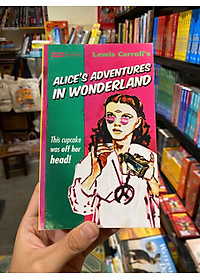 Lewis Carroll's
ALICE'S ADVENTURES
IN WONDERLAND
This cupcake
was off her
head!